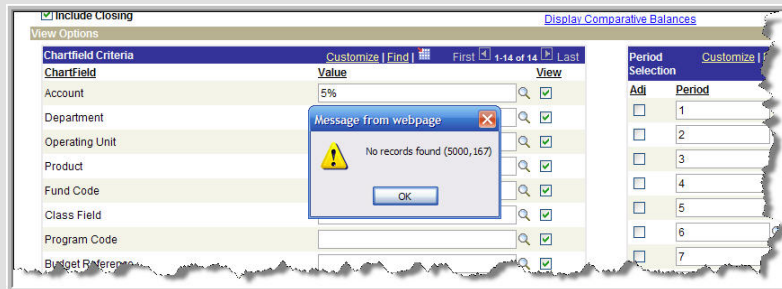 Include Closing
Display Comparative Balances
View Options
Chartfield Criteria Customize | Find | First 1-14 of 14 Last
ChartField Value View
Account 5%
Department
Operating Unit
Product
Fund Code
Class Field
Program Code
Budget Reference
Message from webpage
No records found (5000,167)
OK
Period Selection Customize |
Adj Period
1
2
3
4
5
6
7